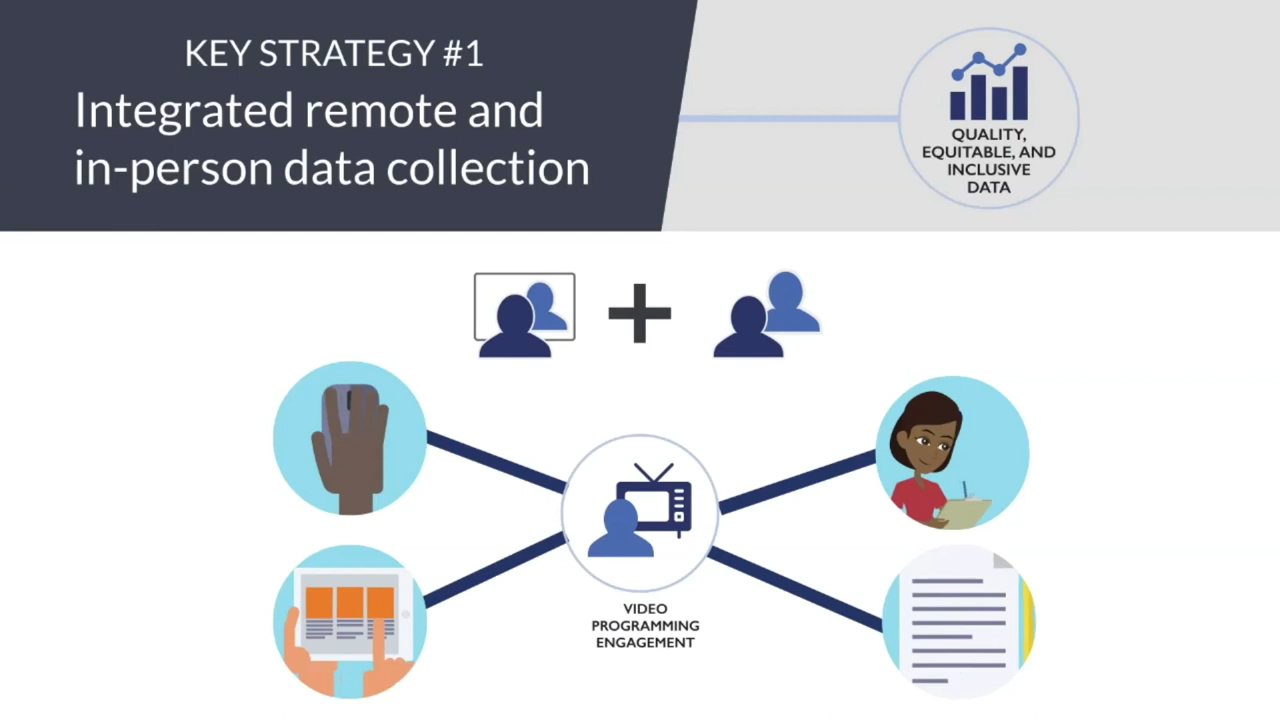 KEY STRATEGY #1
Integrated remote and
in-person data collection
QUALITY,
EQUITABLE, AND
INCLUSIVE
DATA
VIDEO
PROGRAMMING
ENGAGEMENT